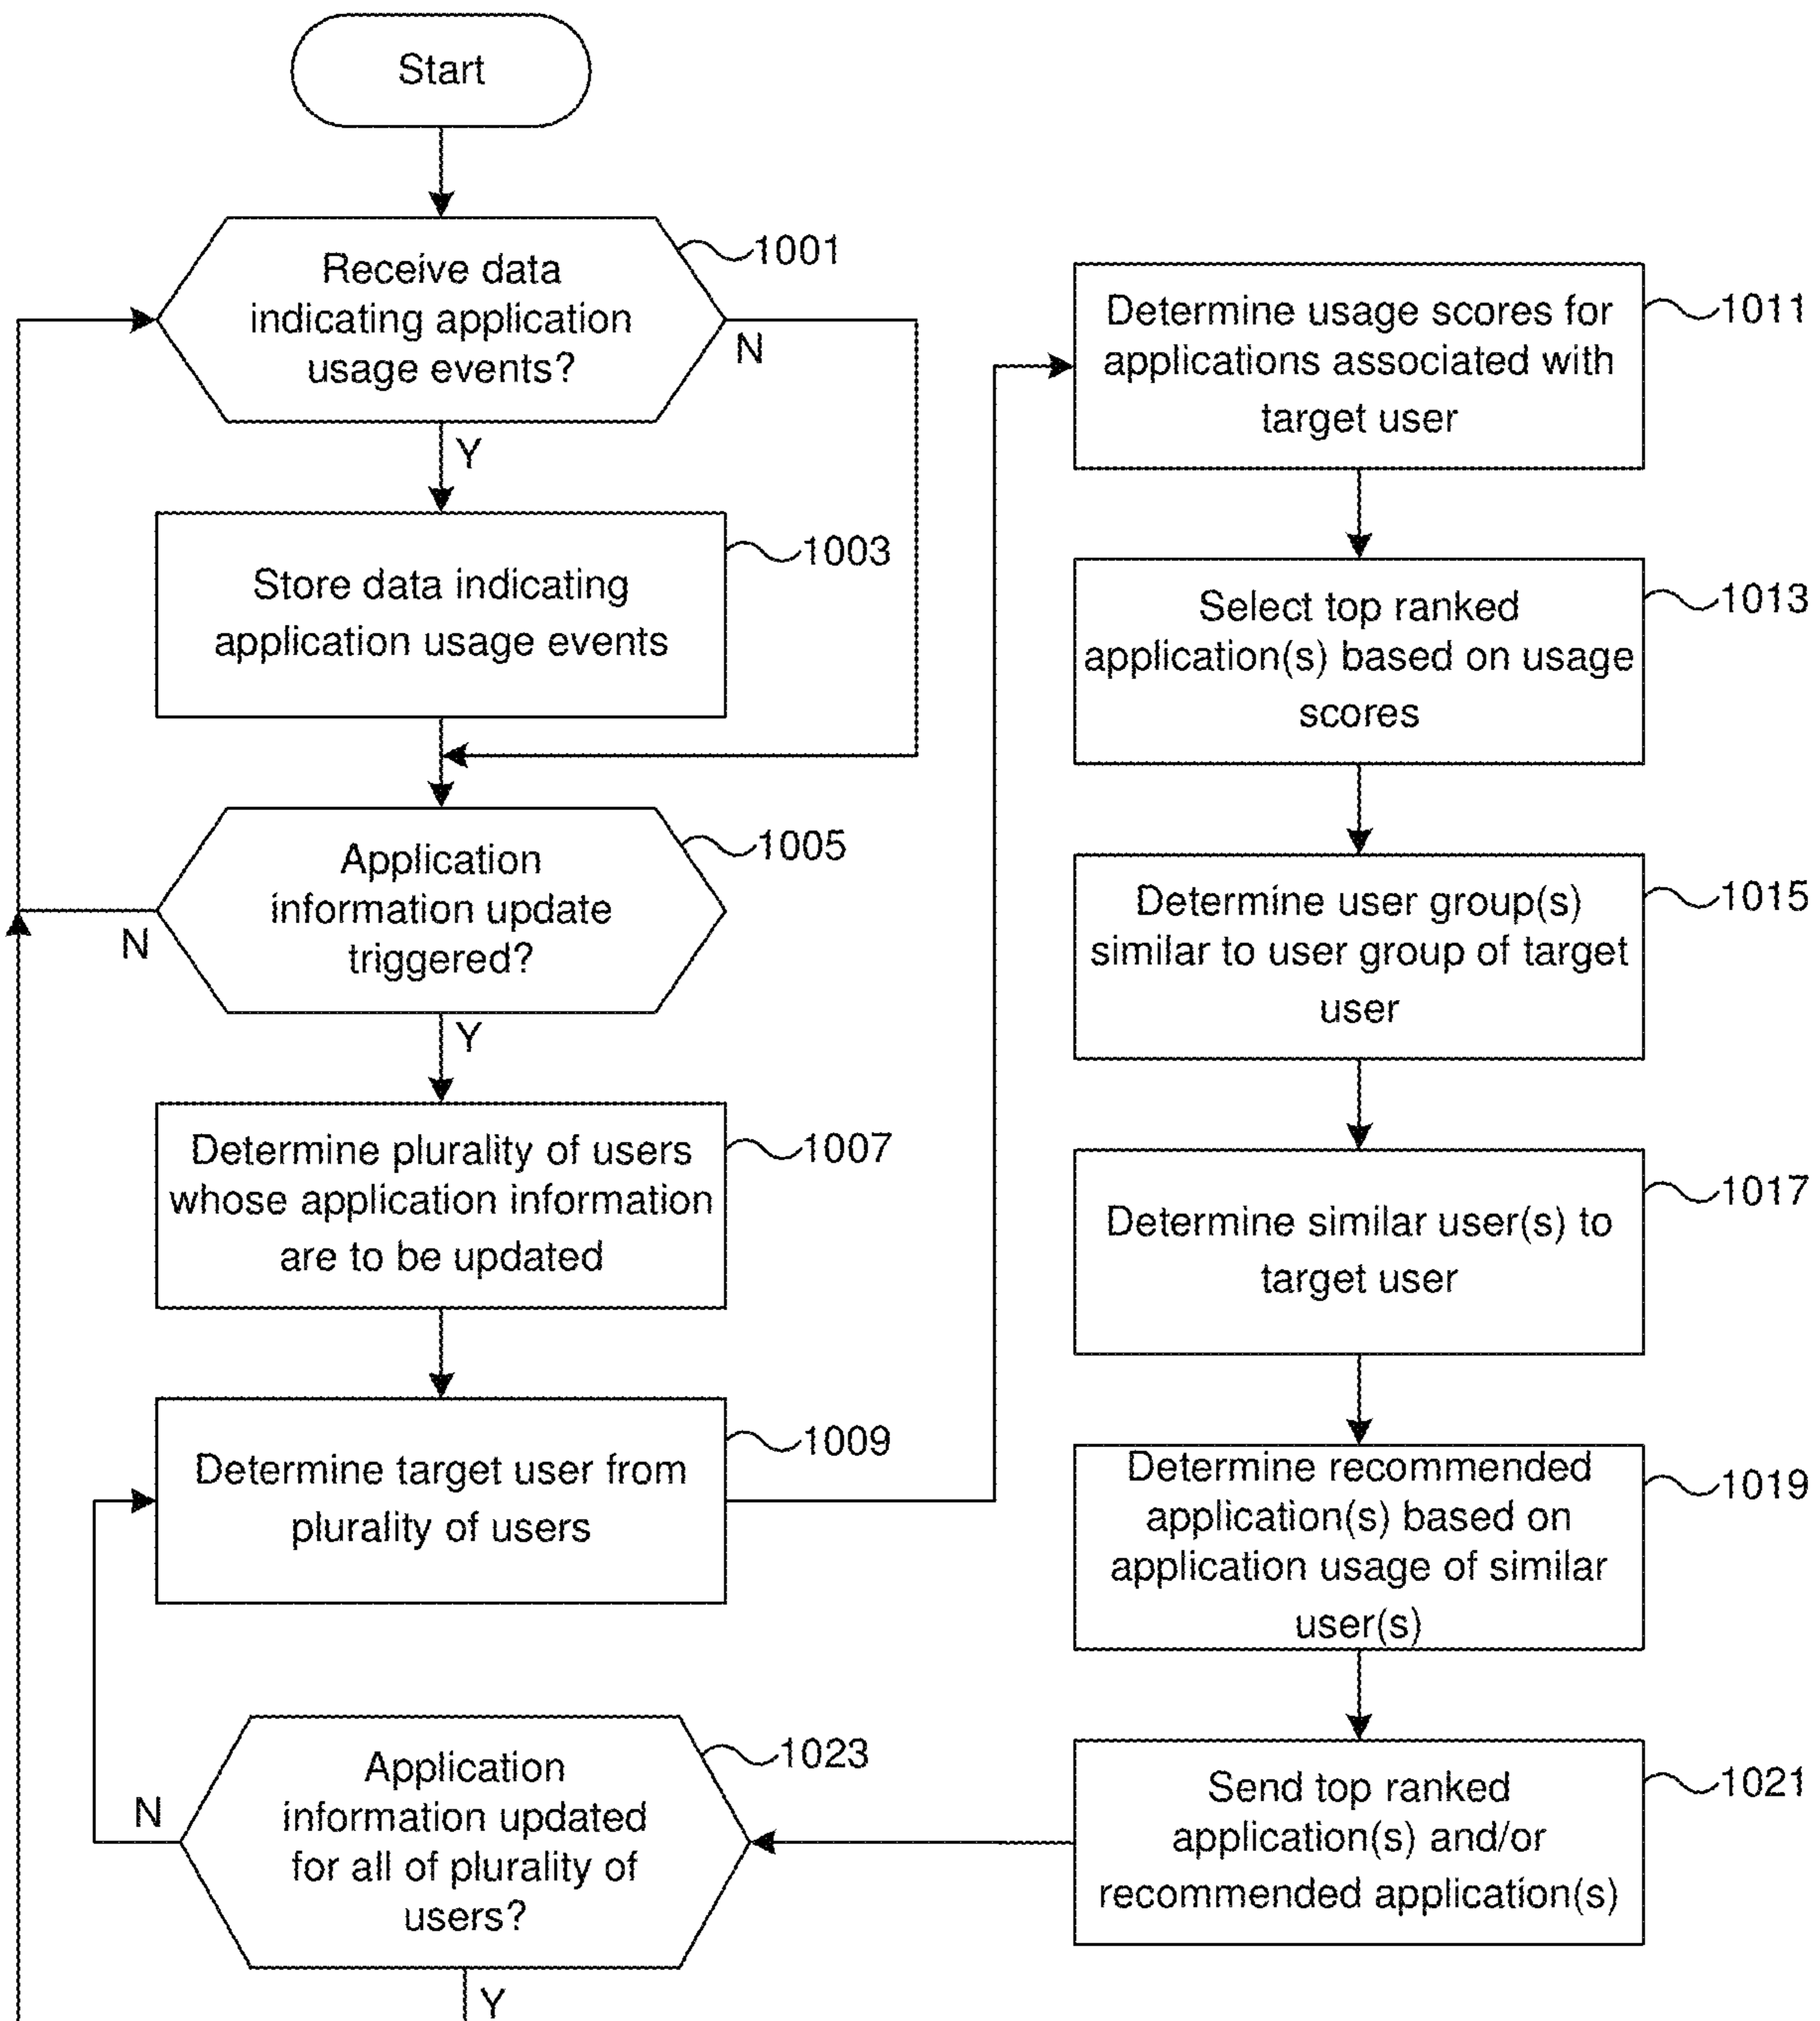 Start
Receive data
indicating application
usage events?
1001
N
Y
Store data indicating
application usage events
1003
Application
information update
triggered?
1005
N
Y
Determine plurality of users
whose application information
are to be updated
1007
Determine target user from
plurality of users
1009
Determine usage scores for
applications associated with
target user
1011
Select top ranked
application(s) based on usage
scores
1013
Determine user group(s)
similar to user group of target
user
1015
Determine similar user(s) to
target user
1017
Determine recommended
application(s) based on
application usage of similar
user(s)
1019
Send top ranked
application(s) and/or
recommended application(s)
1021
Application
information updated
for all of plurality of
users?
1023
N
Y